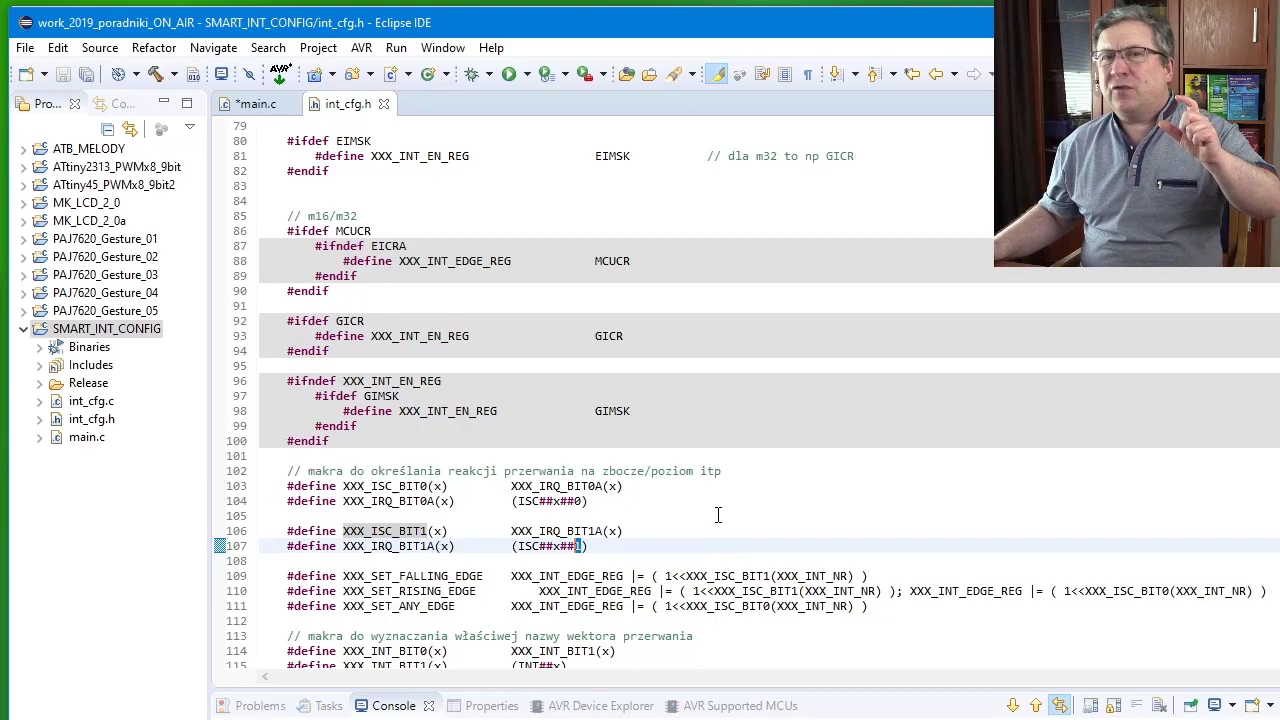 work_2019_poradniki_ON_AIR - SMART_INT_CONFIG/int_cfg.h - Eclipse IDE
File Edit Source Refactor Navigate Search Project AVR Run Window Help
AVR
Pro... Co...
*main.c int_cfg.h
ATB_MELODY
ATtiny2313_PWMx8_9bit
ATtiny45_PWMx8_9bit2
MK_LCD_2_0
MK_LCD_2_0a
PAJ7620_Gesture_01
PAJ7620_Gesture_02
PAJ7620_Gesture_03
PAJ7620_Gesture_04
PAJ7620_Gesture_05
SMART_INT_CONFIG
Binaries
Includes
Release
int_cfg.c
int_cfg.h
main.c
79
80 #ifdef EIMSK
81 #define XXX_INT_EN_REG EIMSK // dla m32 to np GICR
82 #endif
83
84
85 // m16/m32
86 #ifdef MCUCR
87 #ifndef EICRA
88 #define XXX_INT_EDGE_REG MCUCR
89 #endif
90 #endif
91
92 #ifdef GICR
93 #define XXX_INT_EN_REG GICR
94 #endif
95
96 #ifndef XXX_INT_EN_REG
97 #ifdef GIMSK
98 #define XXX_INT_EN_REG GIMSK
99 #endif
100 #endif
101
102 // makra do określania reakcji przerwania na zbocze/poziom itp
103 #define XXX_ISC_BIT0(x) XXX_IRQ_BIT0A(x)
104 #define XXX_IRQ_BIT0A(x) (ISC##x##0)
105
106 #define XXX_ISC_BIT1(x) XXX_IRQ_BIT1A(x)
107 #define XXX_IRQ_BIT1A(x) (ISC##x##1)
108
109 #define XXX_SET_FALLING_EDGE XXX_INT_EDGE_REG |= ( 1<<XXX_ISC_BIT1(XXX_INT_NR) )
110 #define XXX_SET_RISING_EDGE XXX_INT_EDGE_REG |= ( 1<<XXX_ISC_BIT1(XXX_INT_NR) ); XXX_INT_EDGE_REG |= ( 1<<XXX_ISC_BIT0(XXX_INT_NR) )
111 #define XXX_SET_ANY_EDGE XXX_INT_EDGE_REG |= ( 1<<XXX_ISC_BIT0(XXX_INT_NR) )
112
113 // makra do wyznaczania właściwej nazwy wektora przerwania
114 #define XXX_INT_BIT0(x) XXX_INT_BIT1(x)
115 #define XXX_INT_BIT1(x) (INT##x)
Problems Tasks Console Properties AVR Device Explorer AVR Supported MCUs